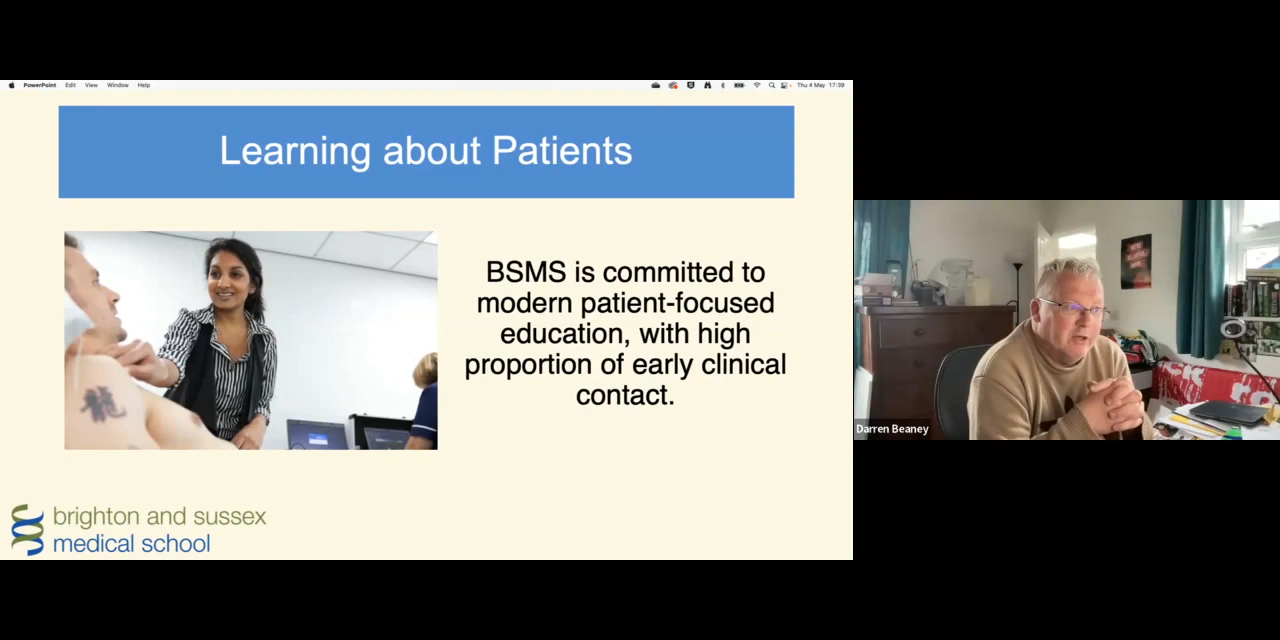 PowerPoint Edit View Window Help
Thu 4 May 17:39
Learning about Patients
BSMS is committed to
modern patient-focused
education, with high
proportion of early clinical
contact.
龍
brighton and sussex
medical school
Darren Beaney